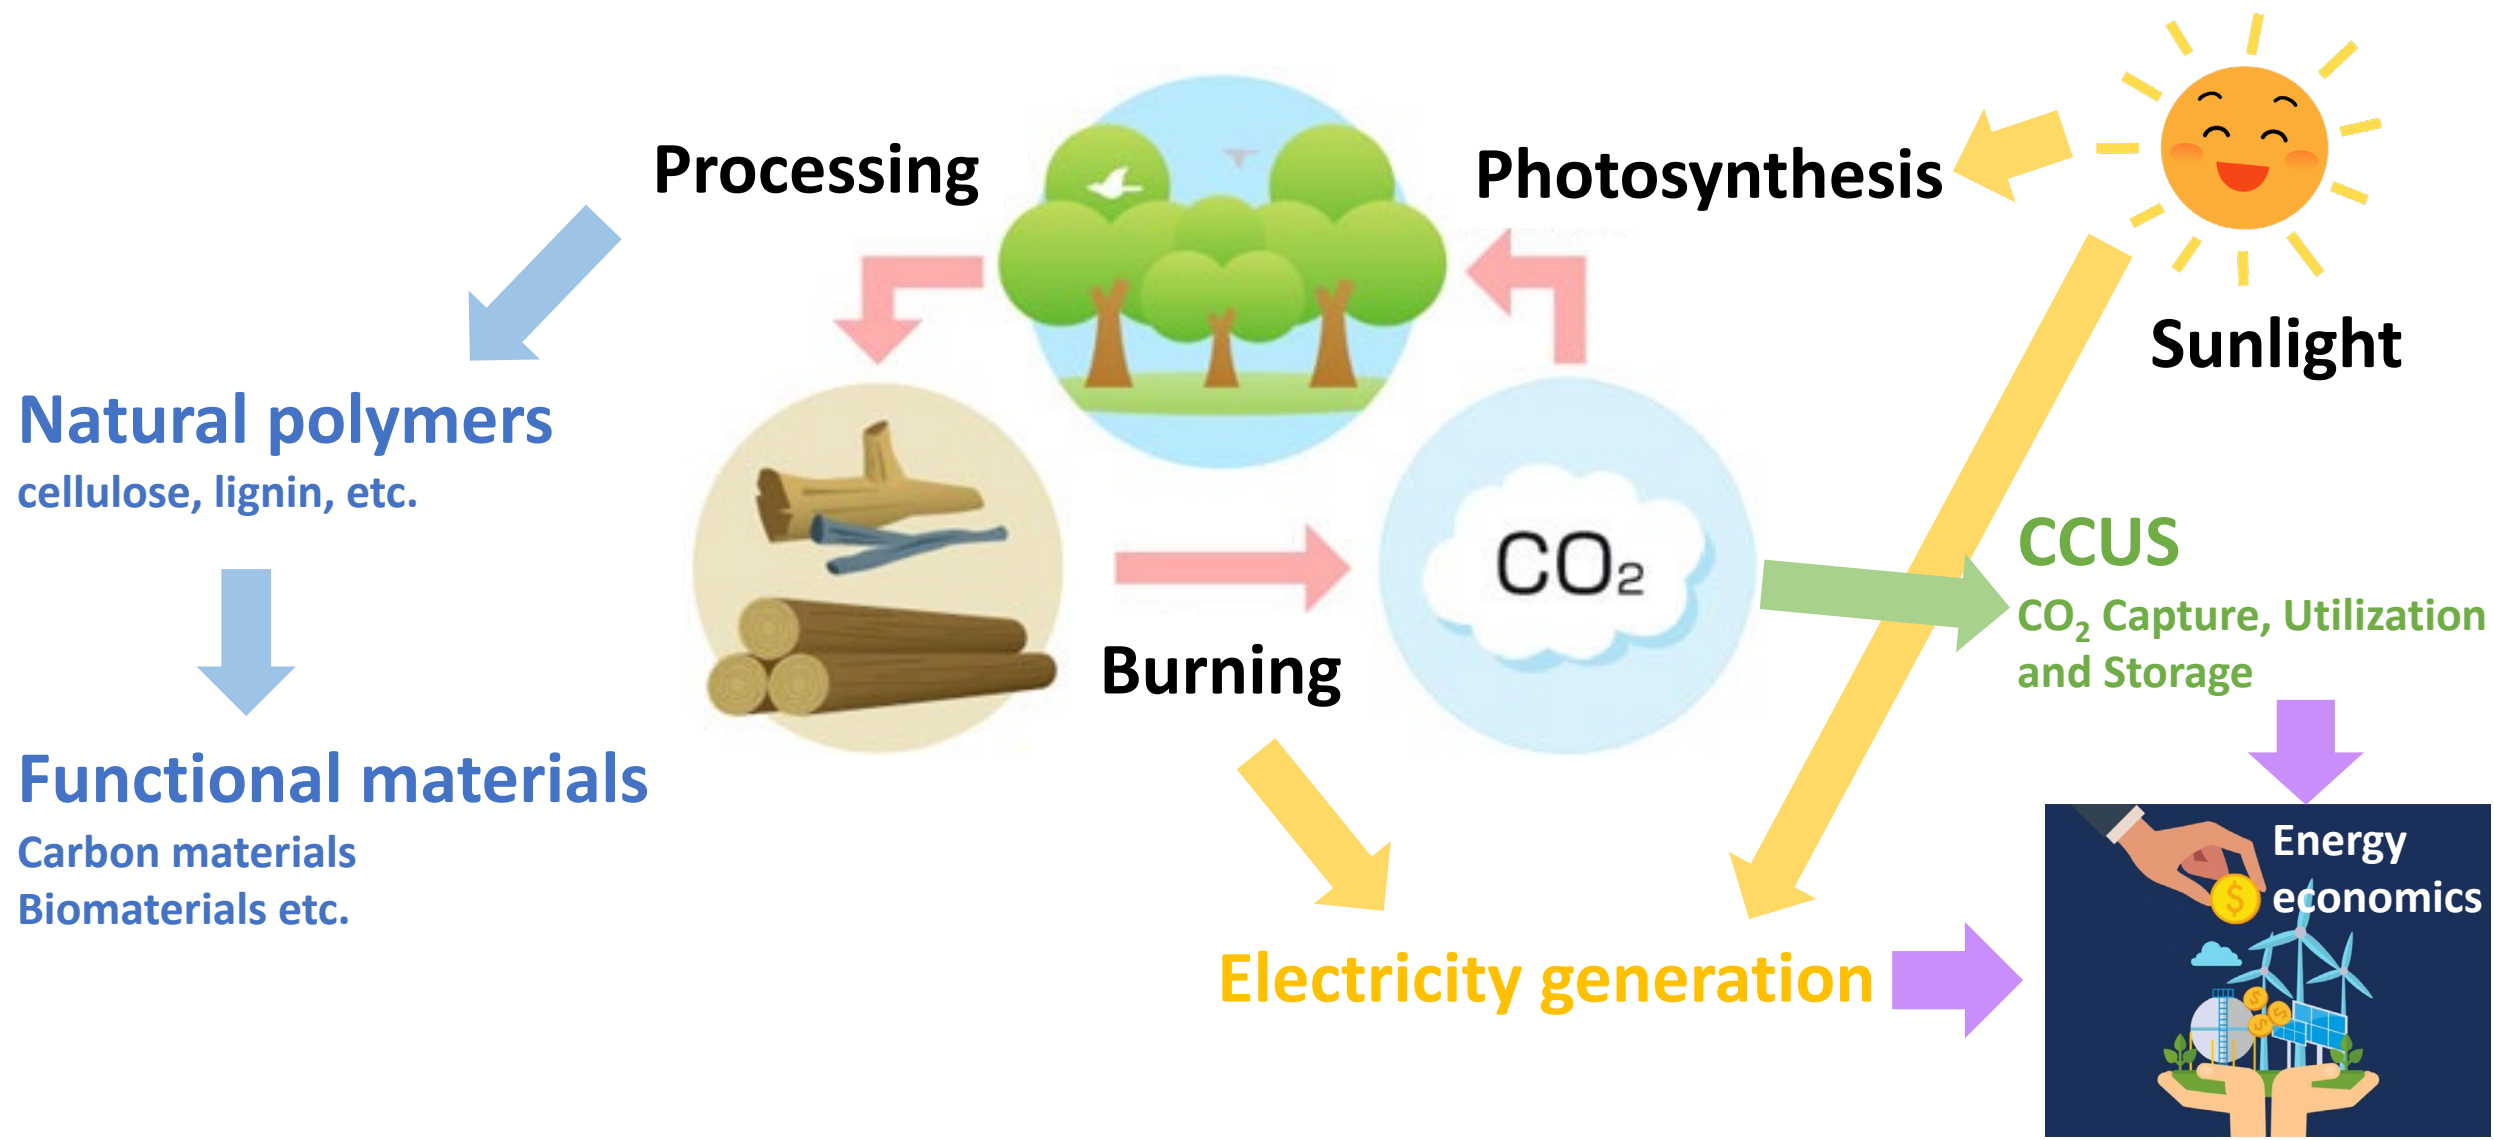 Processing
Photosynthesis
Sunlight
Natural polymers
cellulose, lignin, etc.
CO₂
CCUS
CO₂ Capture, Utilization
and Storage
Burning
Functional materials
Carbon materials
Biomaterials etc.
Energy
economics
$
Electricity generation
$
$
$